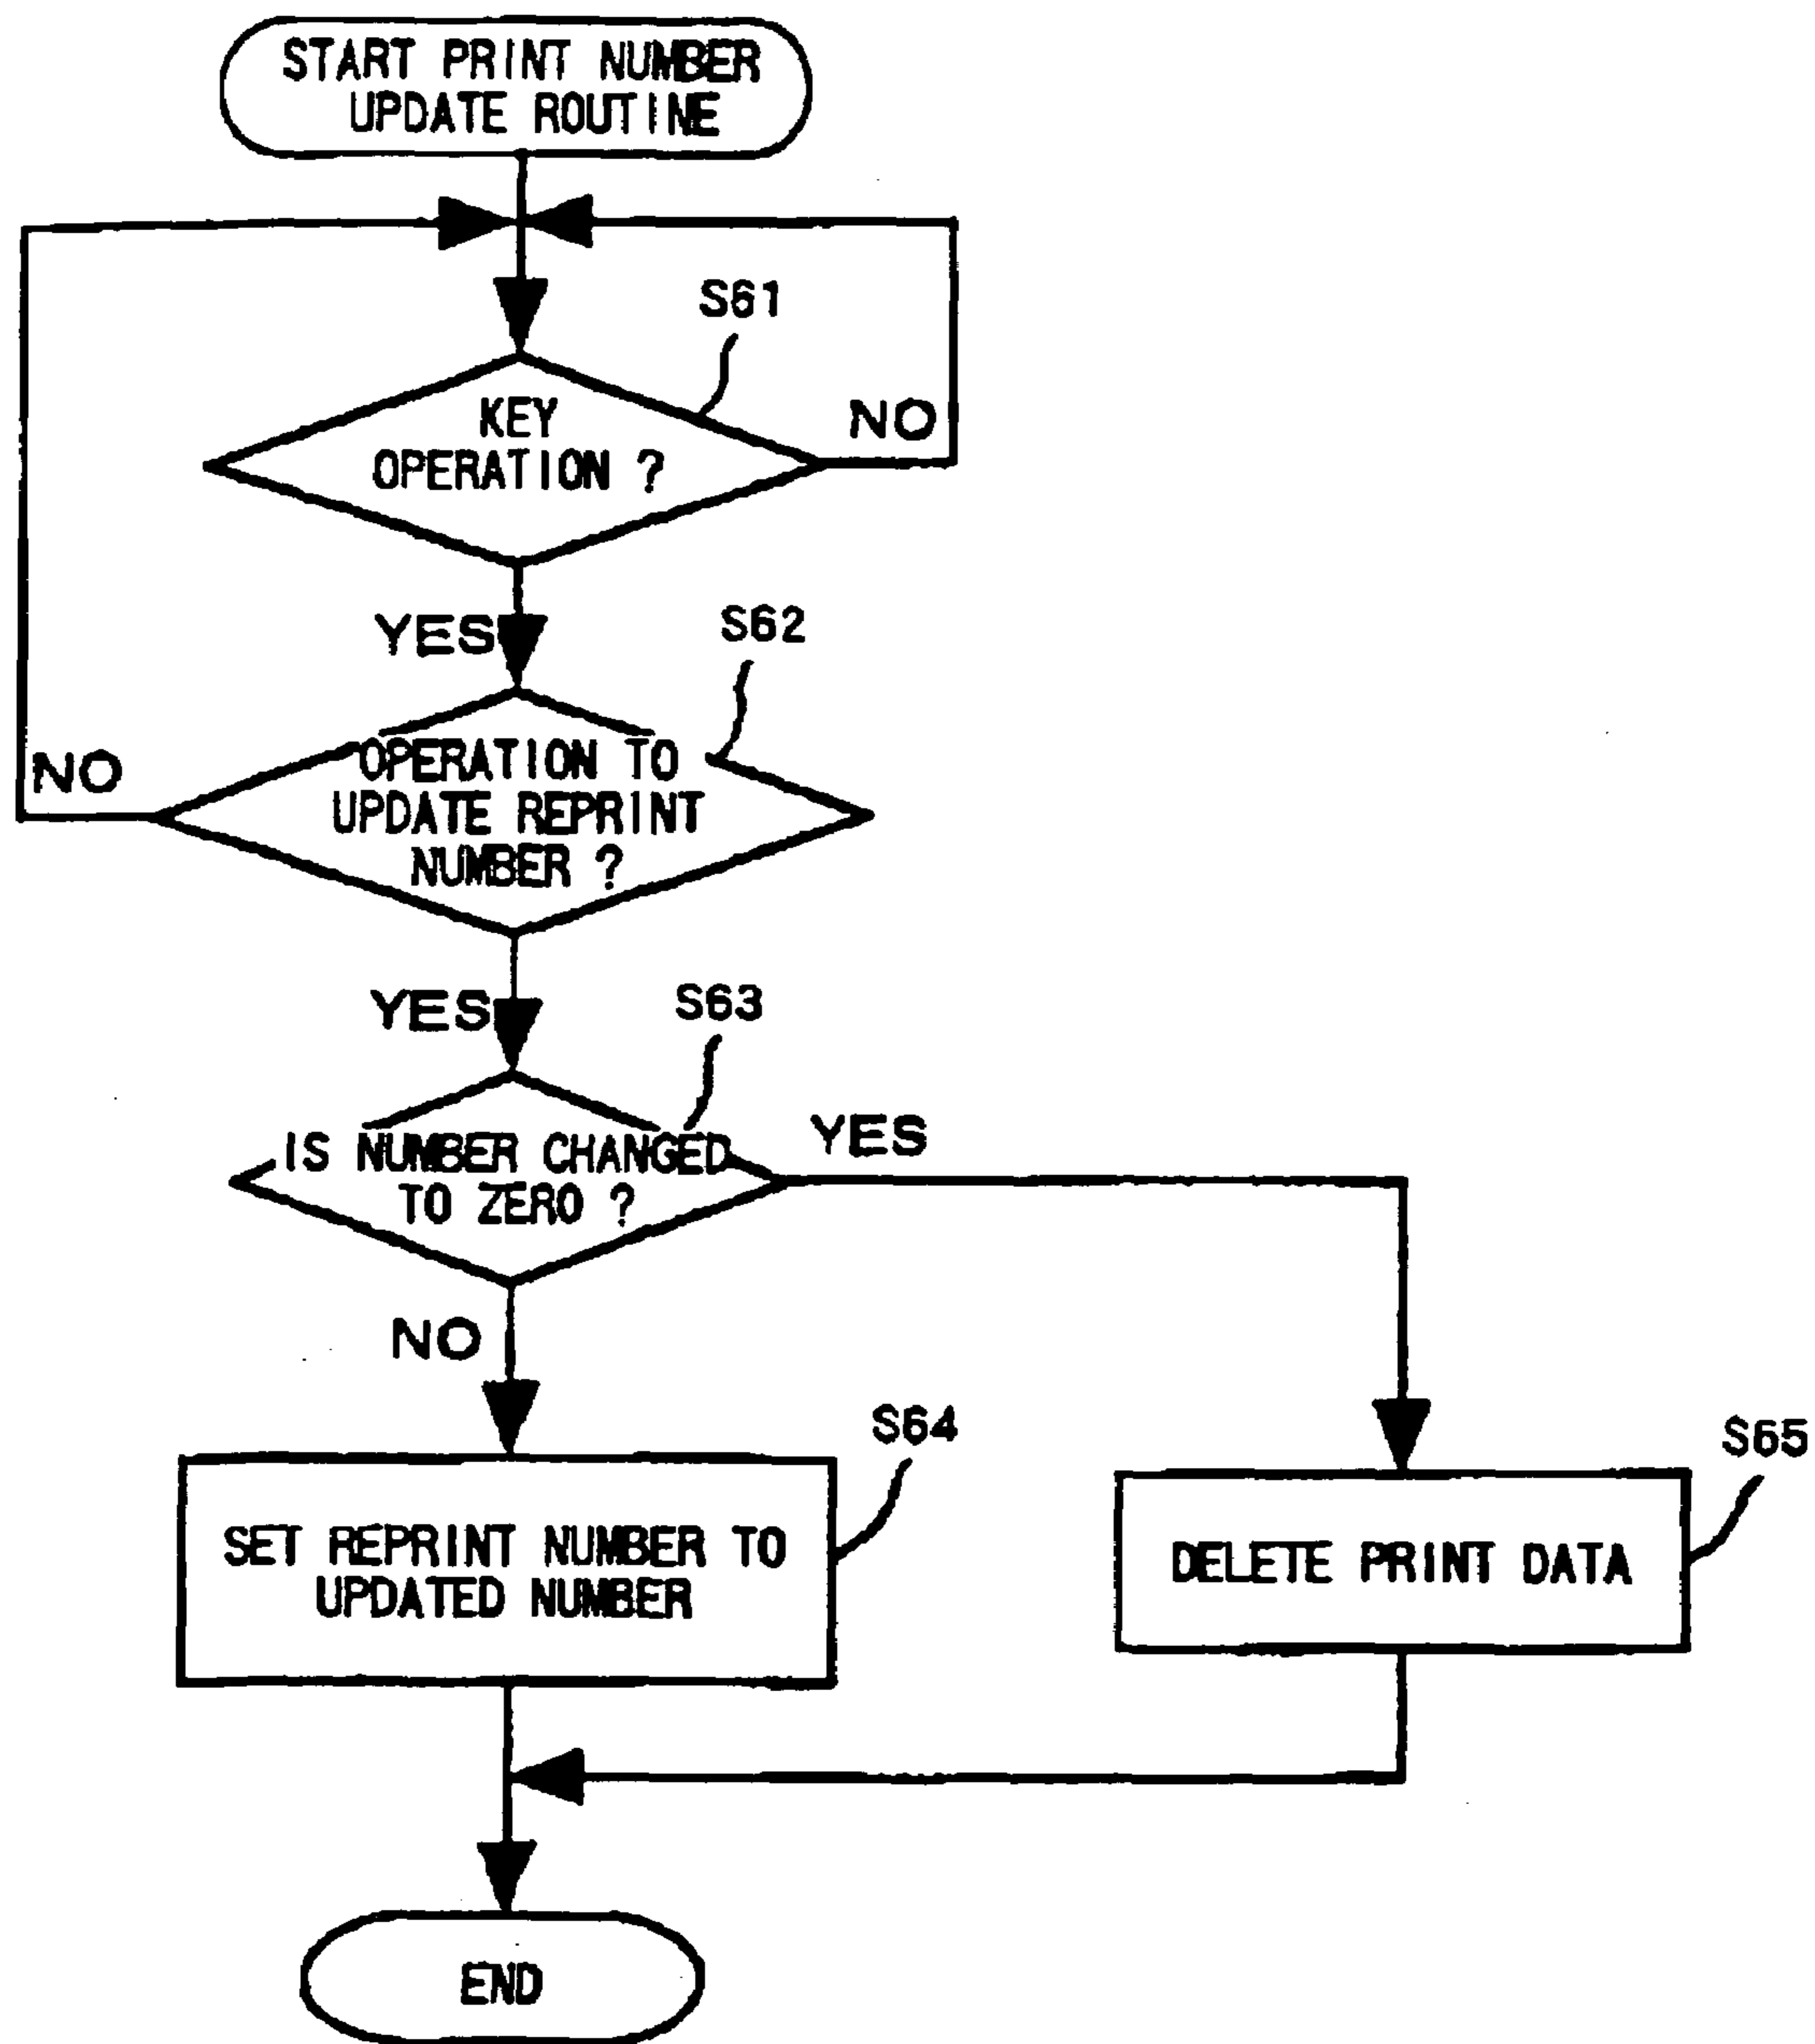 START PRINT NUMBER
UPDATE ROUTINE
S61
KEY
OPERATION ?
NO
YES
S62
OPERATION TO
UPDATE REPRINT
NUMBER ?
NO
YES
S63
IS NUMBER CHANGED
TO ZERO ?
YES
NO
S64
SET REPRINT NUMBER TO
UPDATED NUMBER
S65
DELETE PRINT DATA
END